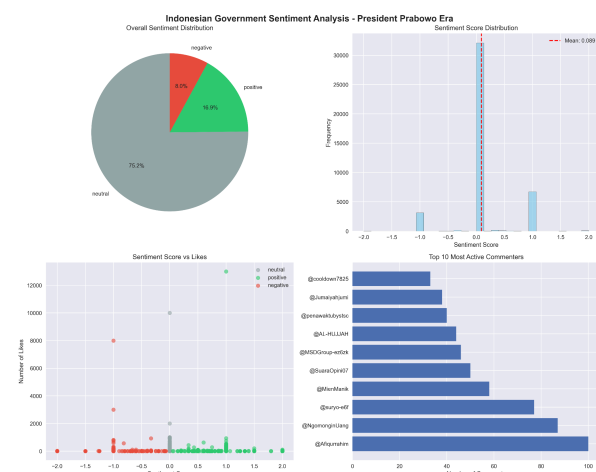 Indonesian Government Sentiment Analysis - President Prabowo Era
Overall Sentiment Distribution
negative
positive
neutral
8.0%
16.9%
75.2%
Sentiment Score Distribution
Mean: 0.089
Frequency
35000
30000
25000
20000
15000
10000
5000
0
−2.0
−1.5
−1.0
−0.5
0.0
0.5
1.0
1.5
2.0
Sentiment Score
Sentiment Score vs Likes
neutral
positive
negative
Number of Likes
12000
10000
8000
6000
4000
2000
0
−2.0
−1.5
−1.0
−0.5
0.0
0.5
1.0
1.5
2.0
Top 10 Most Active Commenters
@cooldown7825
@Jumaiyahjumi
@penawaktubystsc
@AL-HUJJAH
@MSDGroup-ez6zk
@SuaraOpini07
@MienManik
@suryo-ef
@NgomonginUang
@Afiqurrahim
0
20
40
60
80
100